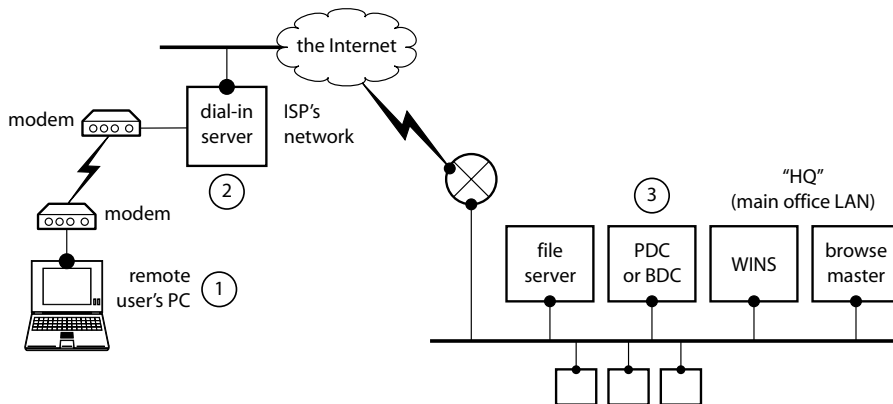 the Internet
modem
dial-in
server
ISP’s
network
2
modem
remote
user’s PC
1
3
“HQ”
(main office LAN)
file
server
PDC
or BDC
WINS
browse
master